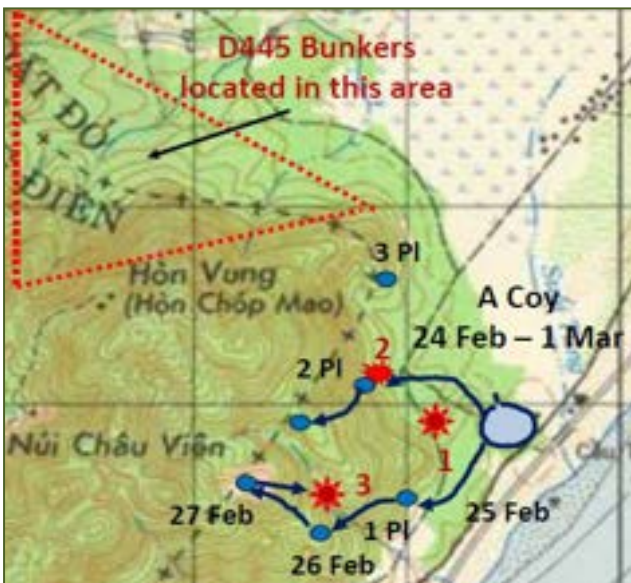 D445 Bunkers
located in this area
ĐẤT ĐỎ
ĐIỀN
3 Pl
Hòn Vung
(Hòn Chóp Mao)
A Coy
24 Feb – 1 Mar
2
2 Pl
1
Núi Châu Viên
3
27 Feb
1 Pl
25 Feb
26 Feb